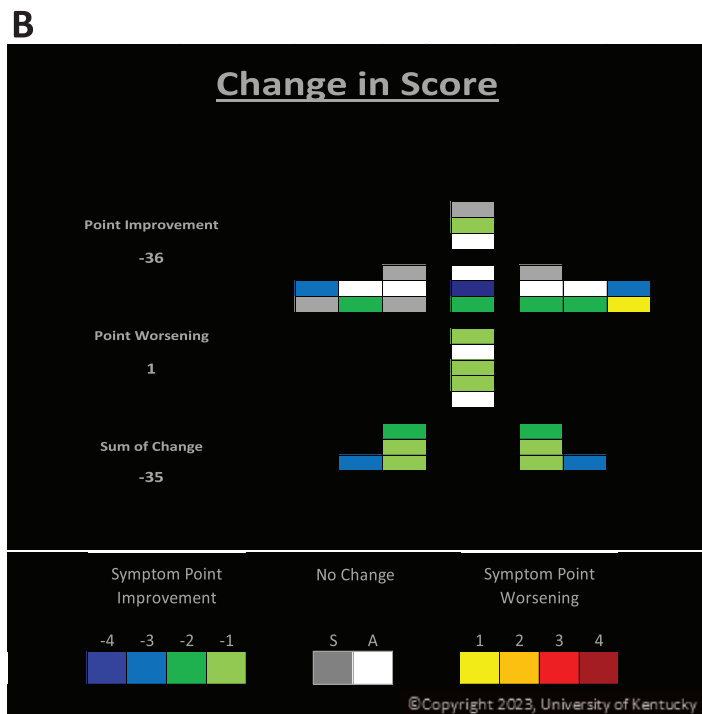 B
Change in Score
Point Improvement
-36
Point Worsening
1
Sum of Change
-35
Symptom Point
Improvement
No Change
Symptom Point
Worsening
-4 -3 -2 -1
S A
1 2 3 4
©Copyright 2023, University of Kentucky